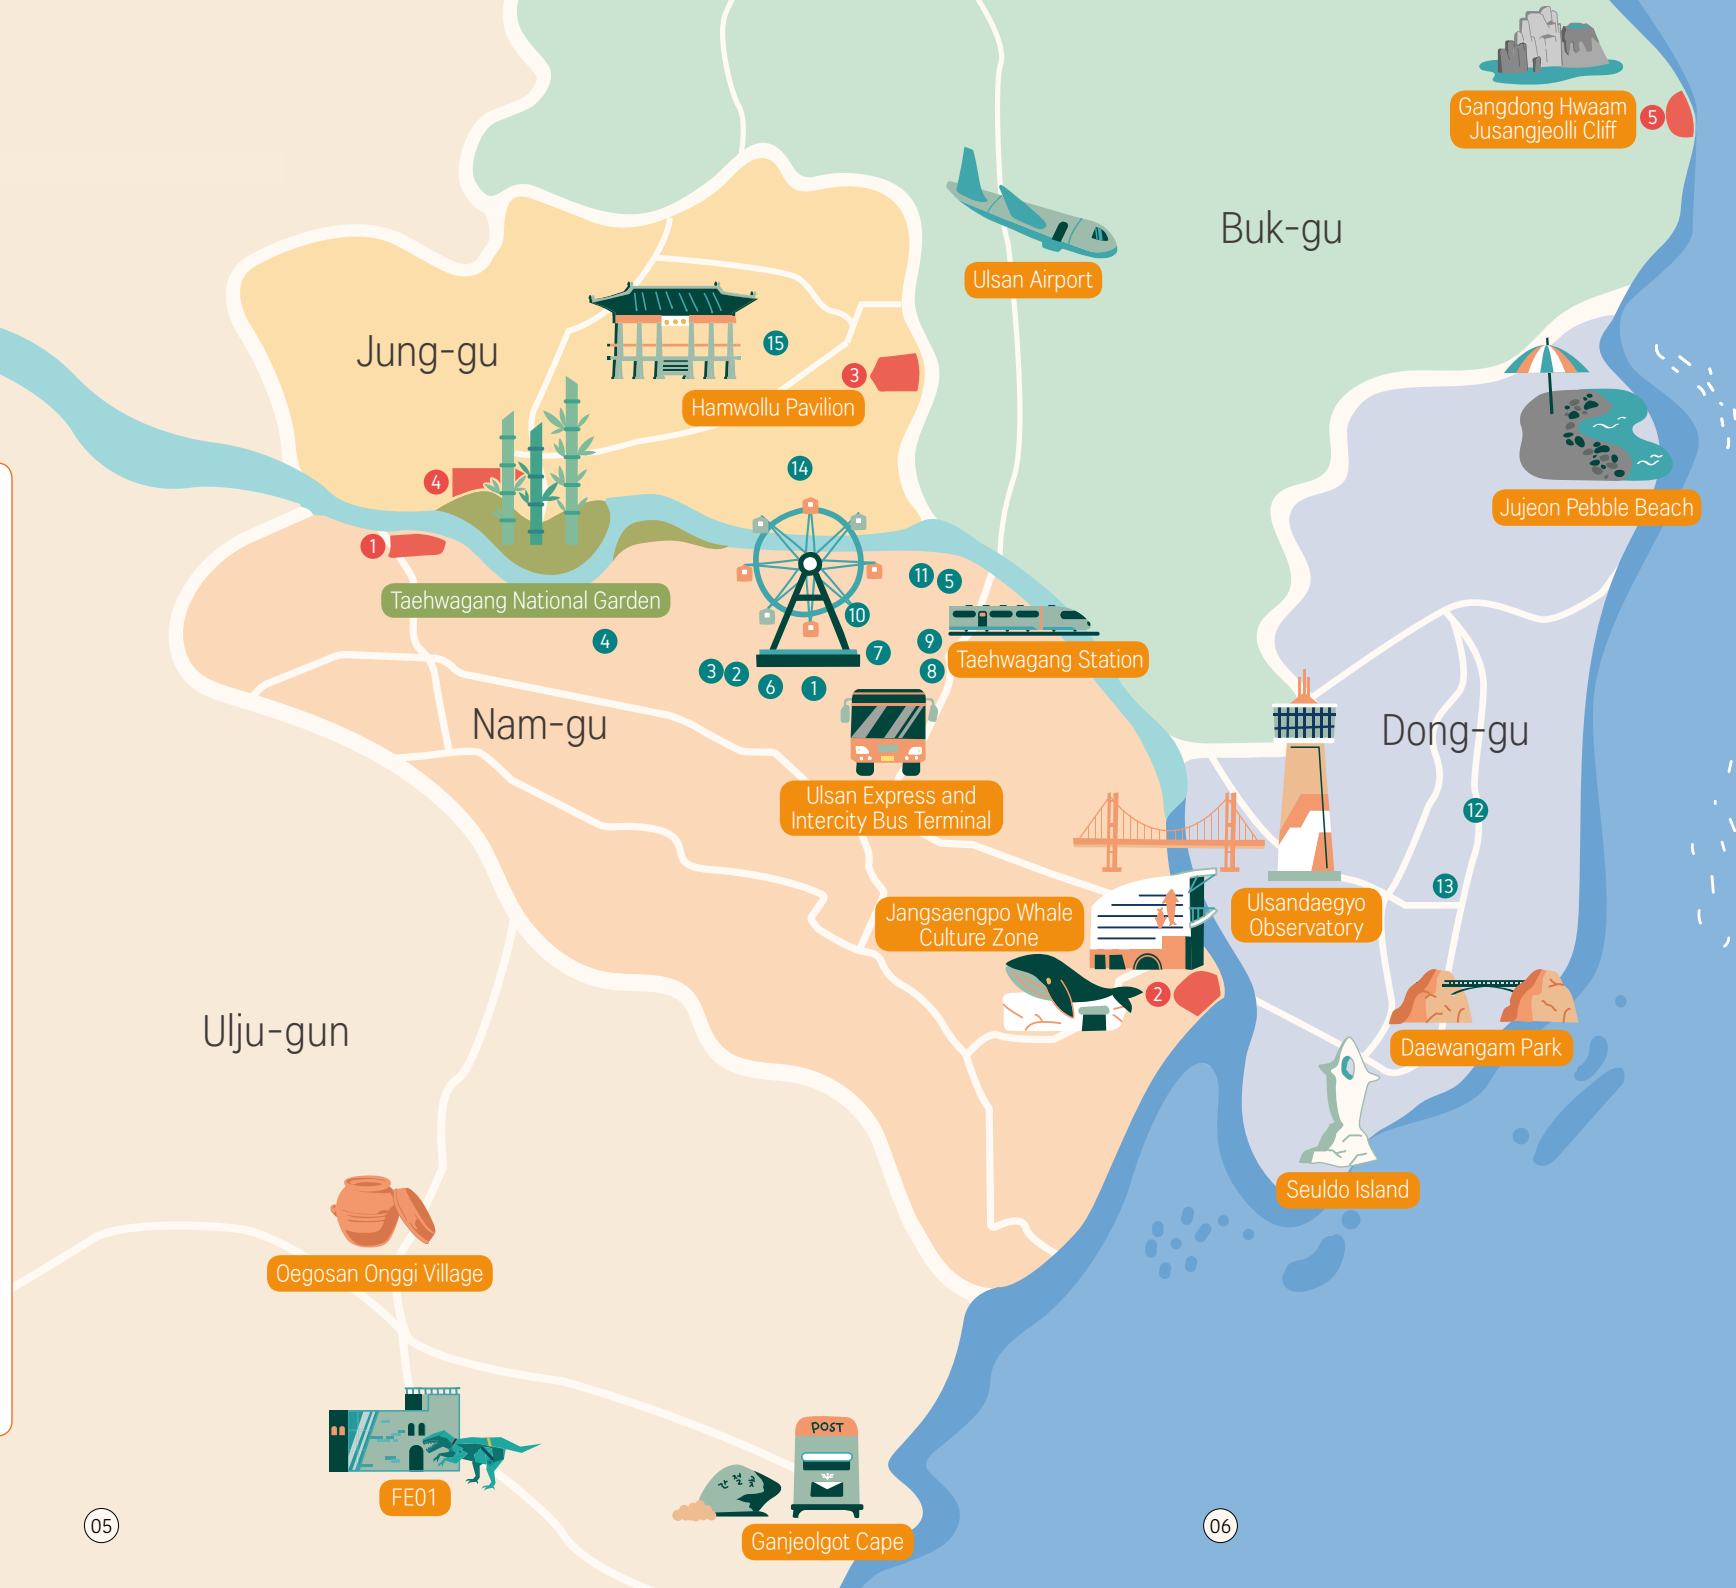 Gangdong Hwaam
Jusangjeolli Cliff
5
Buk-gu
Ulsan Airport
Jung-gu
15
3
Hamwollu Pavilion
14
4
Jujeon Pebble Beach
1
Taehwagang National Garden
11
5
10
4
9
7
Taehwagang Station
3
2
6
1
8
Nam-gu
Dong-gu
Ulsan Express and
Intercity Bus Terminal
12
13
Jangsaengpo Whale
Culture Zone
Ulsandaegyo
Observatory
2
Ulju-gun
Daewangam Park
Seuldo Island
Oegosan Onggi Village
POST
간절곶
FE01
Ganjeolgot Cape
05
06